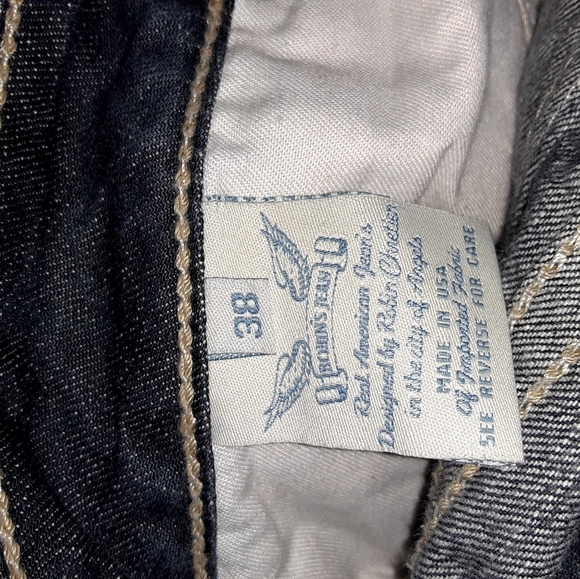 38
ROBIN'S JEAN
Real American Jean's
Designed by Robin Chretien
in the city of Angels
MADE IN USA
Of Imported Fabric
SEE REVERSE FOR CARE